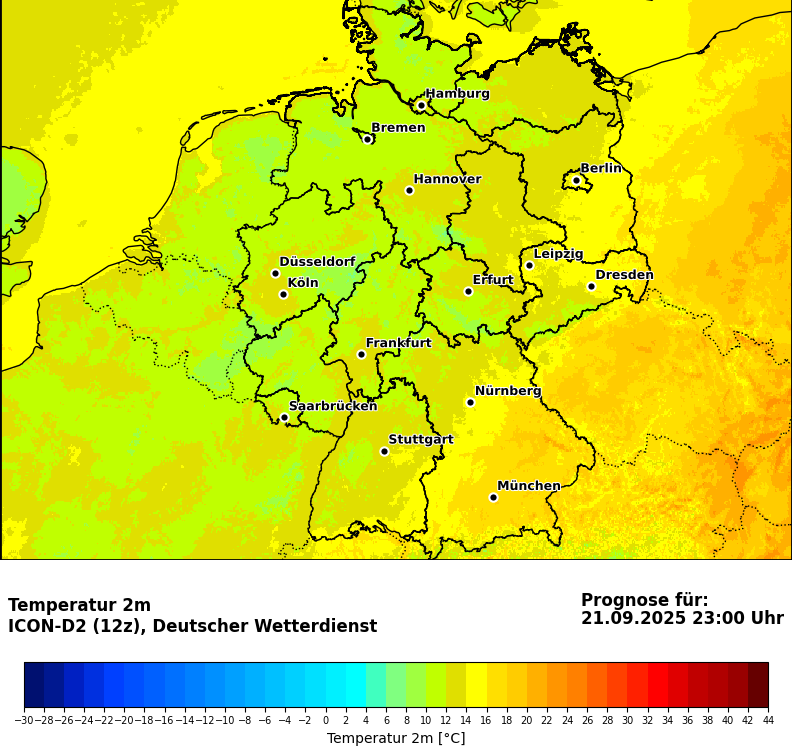 Hamburg
Bremen
Berlin
Hannover
Leipzig
Düsseldorf
Dresden
Köln
Erfurt
Frankfurt
Nürnberg
Saarbrücken
Stuttgart
München
Temperatur 2m
ICON-D2 (12z), Deutscher Wetterdienst
Prognose für:
21.09.2025 23:00 Uhr
−30 −28 −26 −24 −22 −20 −18 −16 −14 −12 −10 −8 −6 −4 −2 0 2 4 6 8 10 12 14 16 18 20 22 24 26 28 30 32 34 36 38 40 42 44
Temperatur 2m [°C]